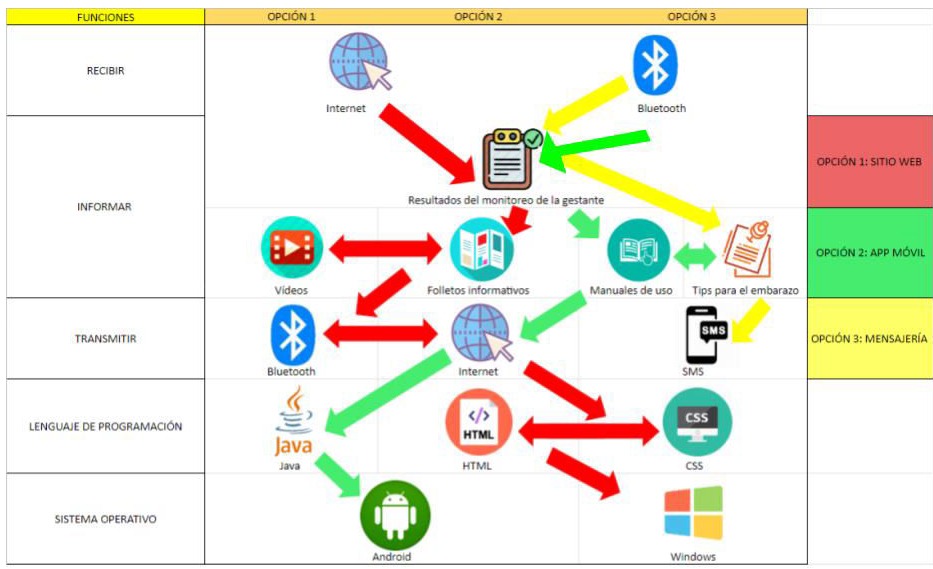 FUNCIONES OPCIÓN 1 OPCIÓN 2 OPCIÓN 3
RECIBIR
Internet
Bluetooth
INFORMAR
Resultados del monitoreo de la gestante
OPCIÓN 1: SITIO WEB
Vídeos
Folletos informativos
Manuales de uso
Tips para el embarazo
OPCIÓN 2: APP MÓVIL
TRANSMITIR
Bluetooth
Internet
SMS
SMS
OPCIÓN 3: MENSAJERÍA
LENGUAJE DE PROGRAMACIÓN
Java
Java
</>
HTML
HTML
CSS
CSS
SISTEMA OPERATIVO
Android
Windows